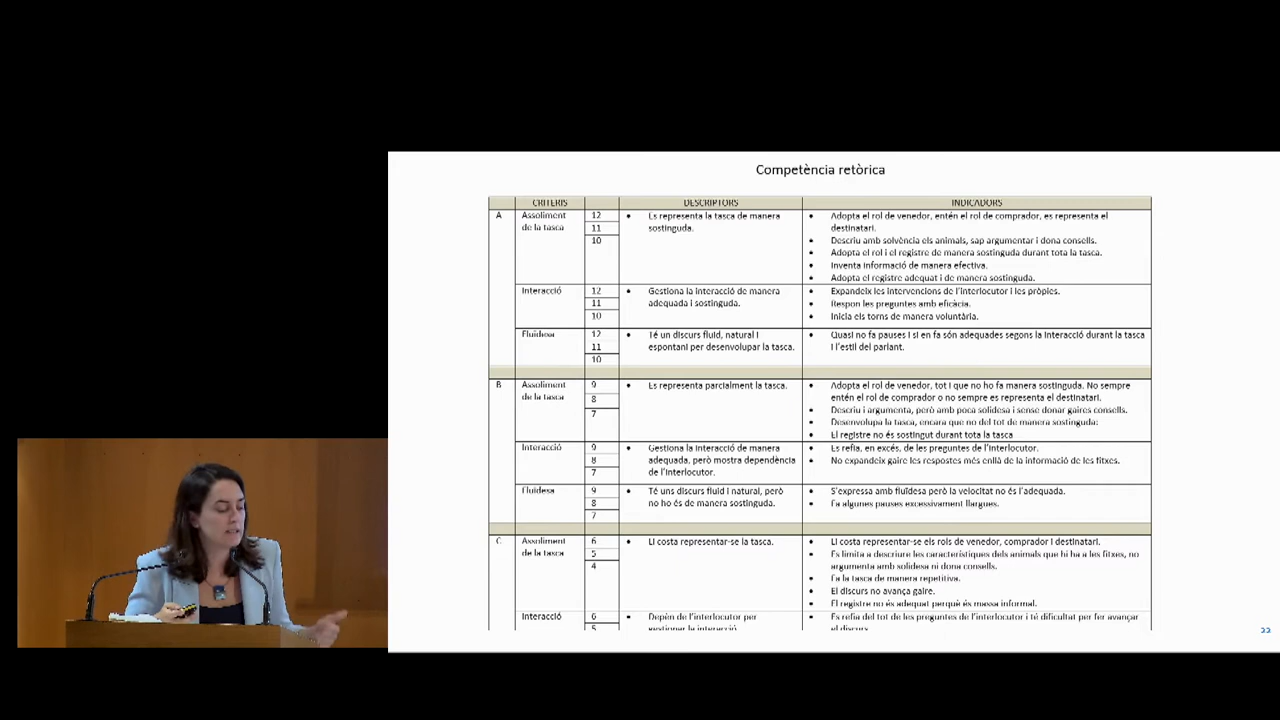 Competència retòrica
CRITERIS DESCRIPTORS INDICADORS
A Assoliment de la tasca 12 11 10
• Es representa la tasca de manera sostinguda.
• Adopta el rol de venedor, entén el rol de comprador, es representa el destinatari.
• Descriu amb solvència els animals, sap argumentar i dona consells.
• Adopta el rol i el registre de manera sostinguda durant tota la tasca.
• Inventa informació de manera efectiva.
• Adopta el registre adequat i de manera sostinguda.
Interacció 12 11 10
• Gestiona la interacció de manera adequada i sostinguda.
• Expandeix les intervencions de l'interlocutor i les pròpies.
• Respon les preguntes amb eficàcia.
• Inicia els torns de manera voluntària.
Fluïdesa 12 11 10
• Té un discurs fluid, natural i espontani per desenvolupar la tasca.
• Quasi no fa pauses i si en fa són adequades segons la interacció durant la tasca i l'estil del parlant.
B Assoliment de la tasca 9 8 7
• Es representa parcialment la tasca.
• Adopta el rol de venedor, tot i que no ho fa manera sostinguda. No sempre entén el rol de comprador o no sempre es representa el destinatari.
• Descriu i argumenta, però amb poca solidesa i sense donar gaires consells.
• Desenvolupa la tasca, encara que no del tot de manera sostinguda:
• El registre no és sostingut durant tota la tasca
Interacció 9 8 7
• Gestiona la interacció de manera adequada, però mostra dependència de l'interlocutor.
• Es refia, en excés, de les preguntes de l'interlocutor.
• No expandeix gaire les respostes més enllà de la informació de les fitxes.
Fluïdesa 9 8 7
• Té uns discurs fluid i natural, però no ho és de manera sostinguda.
• S'expressa amb fluïdesa però la velocitat no és l'adequada.
• Fa algunes pauses excessivament llargues.
C Assoliment de la tasca 6 5 4
• Li costa representar-se la tasca.
• Li costa representar-se els rols de venedor, comprador i destinatari.
• Es limita a descriure les característiques dels animals que hi ha a les fitxes, no argumenta amb solidesa ni dona consells.
• Fa la tasca de manera repetitiva.
• El discurs no avança gaire.
• El registre no és adequat perquè és massa informal.
Interacció 6 5
• Depèn de l'interlocutor per gestionar la interacció.
• Es refia del tot de les preguntes de l'interlocutor i té dificultat per fer avançar el discurs